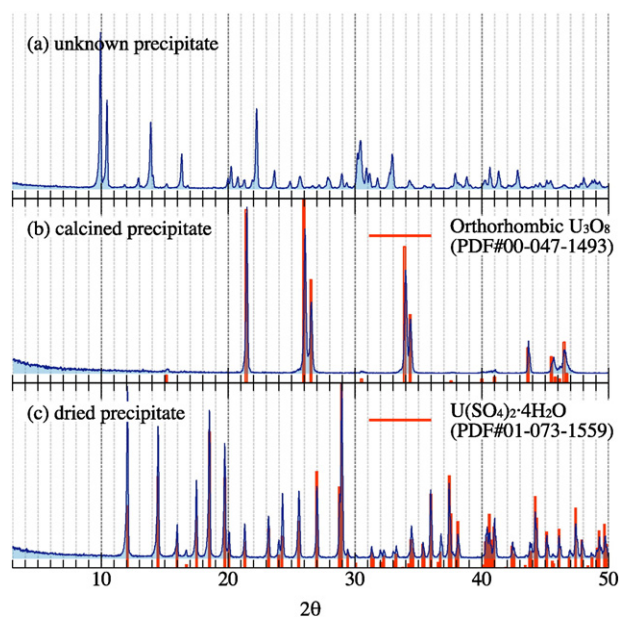 (a) unknown precipitate
(b) calcined precipitate
Orthorhombic U₃O₈
(PDF#00-047-1493)
(c) dried precipitate
U(SO₄)₂·4H₂O
(PDF#01-073-1559)
10 20 30 40 50
2θ